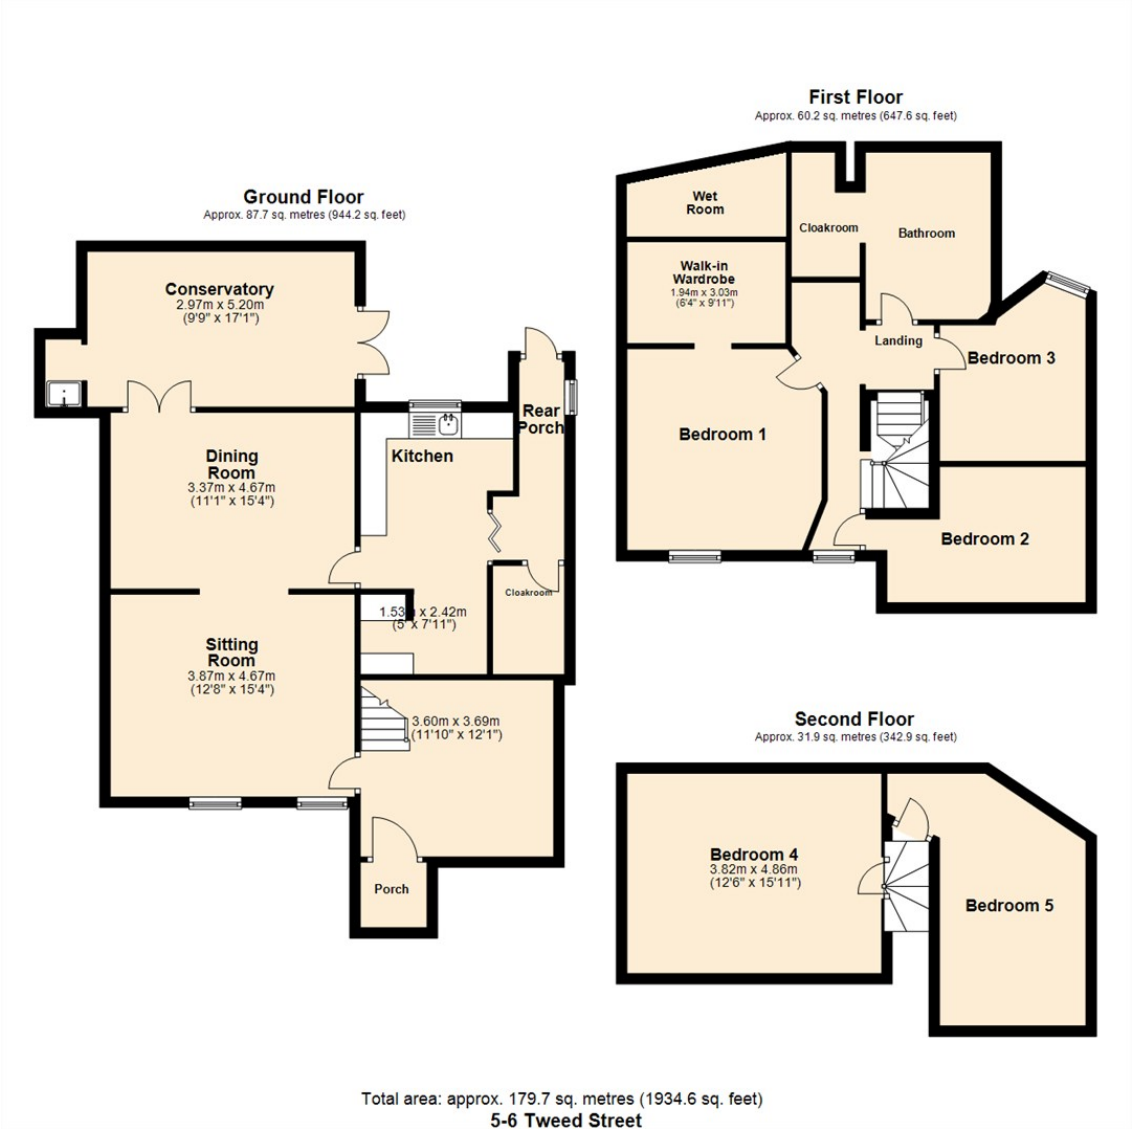 First Floor
Approx. 60.2 sq. metres (647.6 sq. feet)
Wet
Room
Cloakroom
Bathroom
Walk-in
Wardrobe
1.94m x 3.03m
(6'4" x 9'11")
Landing
Bedroom 3
Bedroom 1
Bedroom 2
Ground Floor
Approx. 87.7 sq. metres (944.2 sq. feet)
Conservatory
2.97m x 5.20m
(9'9" x 17'1")
Rear
Porch
Kitchen
Dining
Room
3.37m x 4.67m
(11'1" x 15'4")
Cloakroom
1.53m x 2.42m
(5' x 7'11")
Sitting
Room
3.87m x 4.67m
(12'8" x 15'4")
3.60m x 3.69m
(11'10" x 12'1")
Porch
Second Floor
Approx. 31.9 sq. metres (342.9 sq. feet)
Bedroom 4
3.82m x 4.86m
(12'6" x 15'11")
Bedroom 5
Total area: approx. 179.7 sq. metres (1934.6 sq. feet)
5-6 Tweed Street